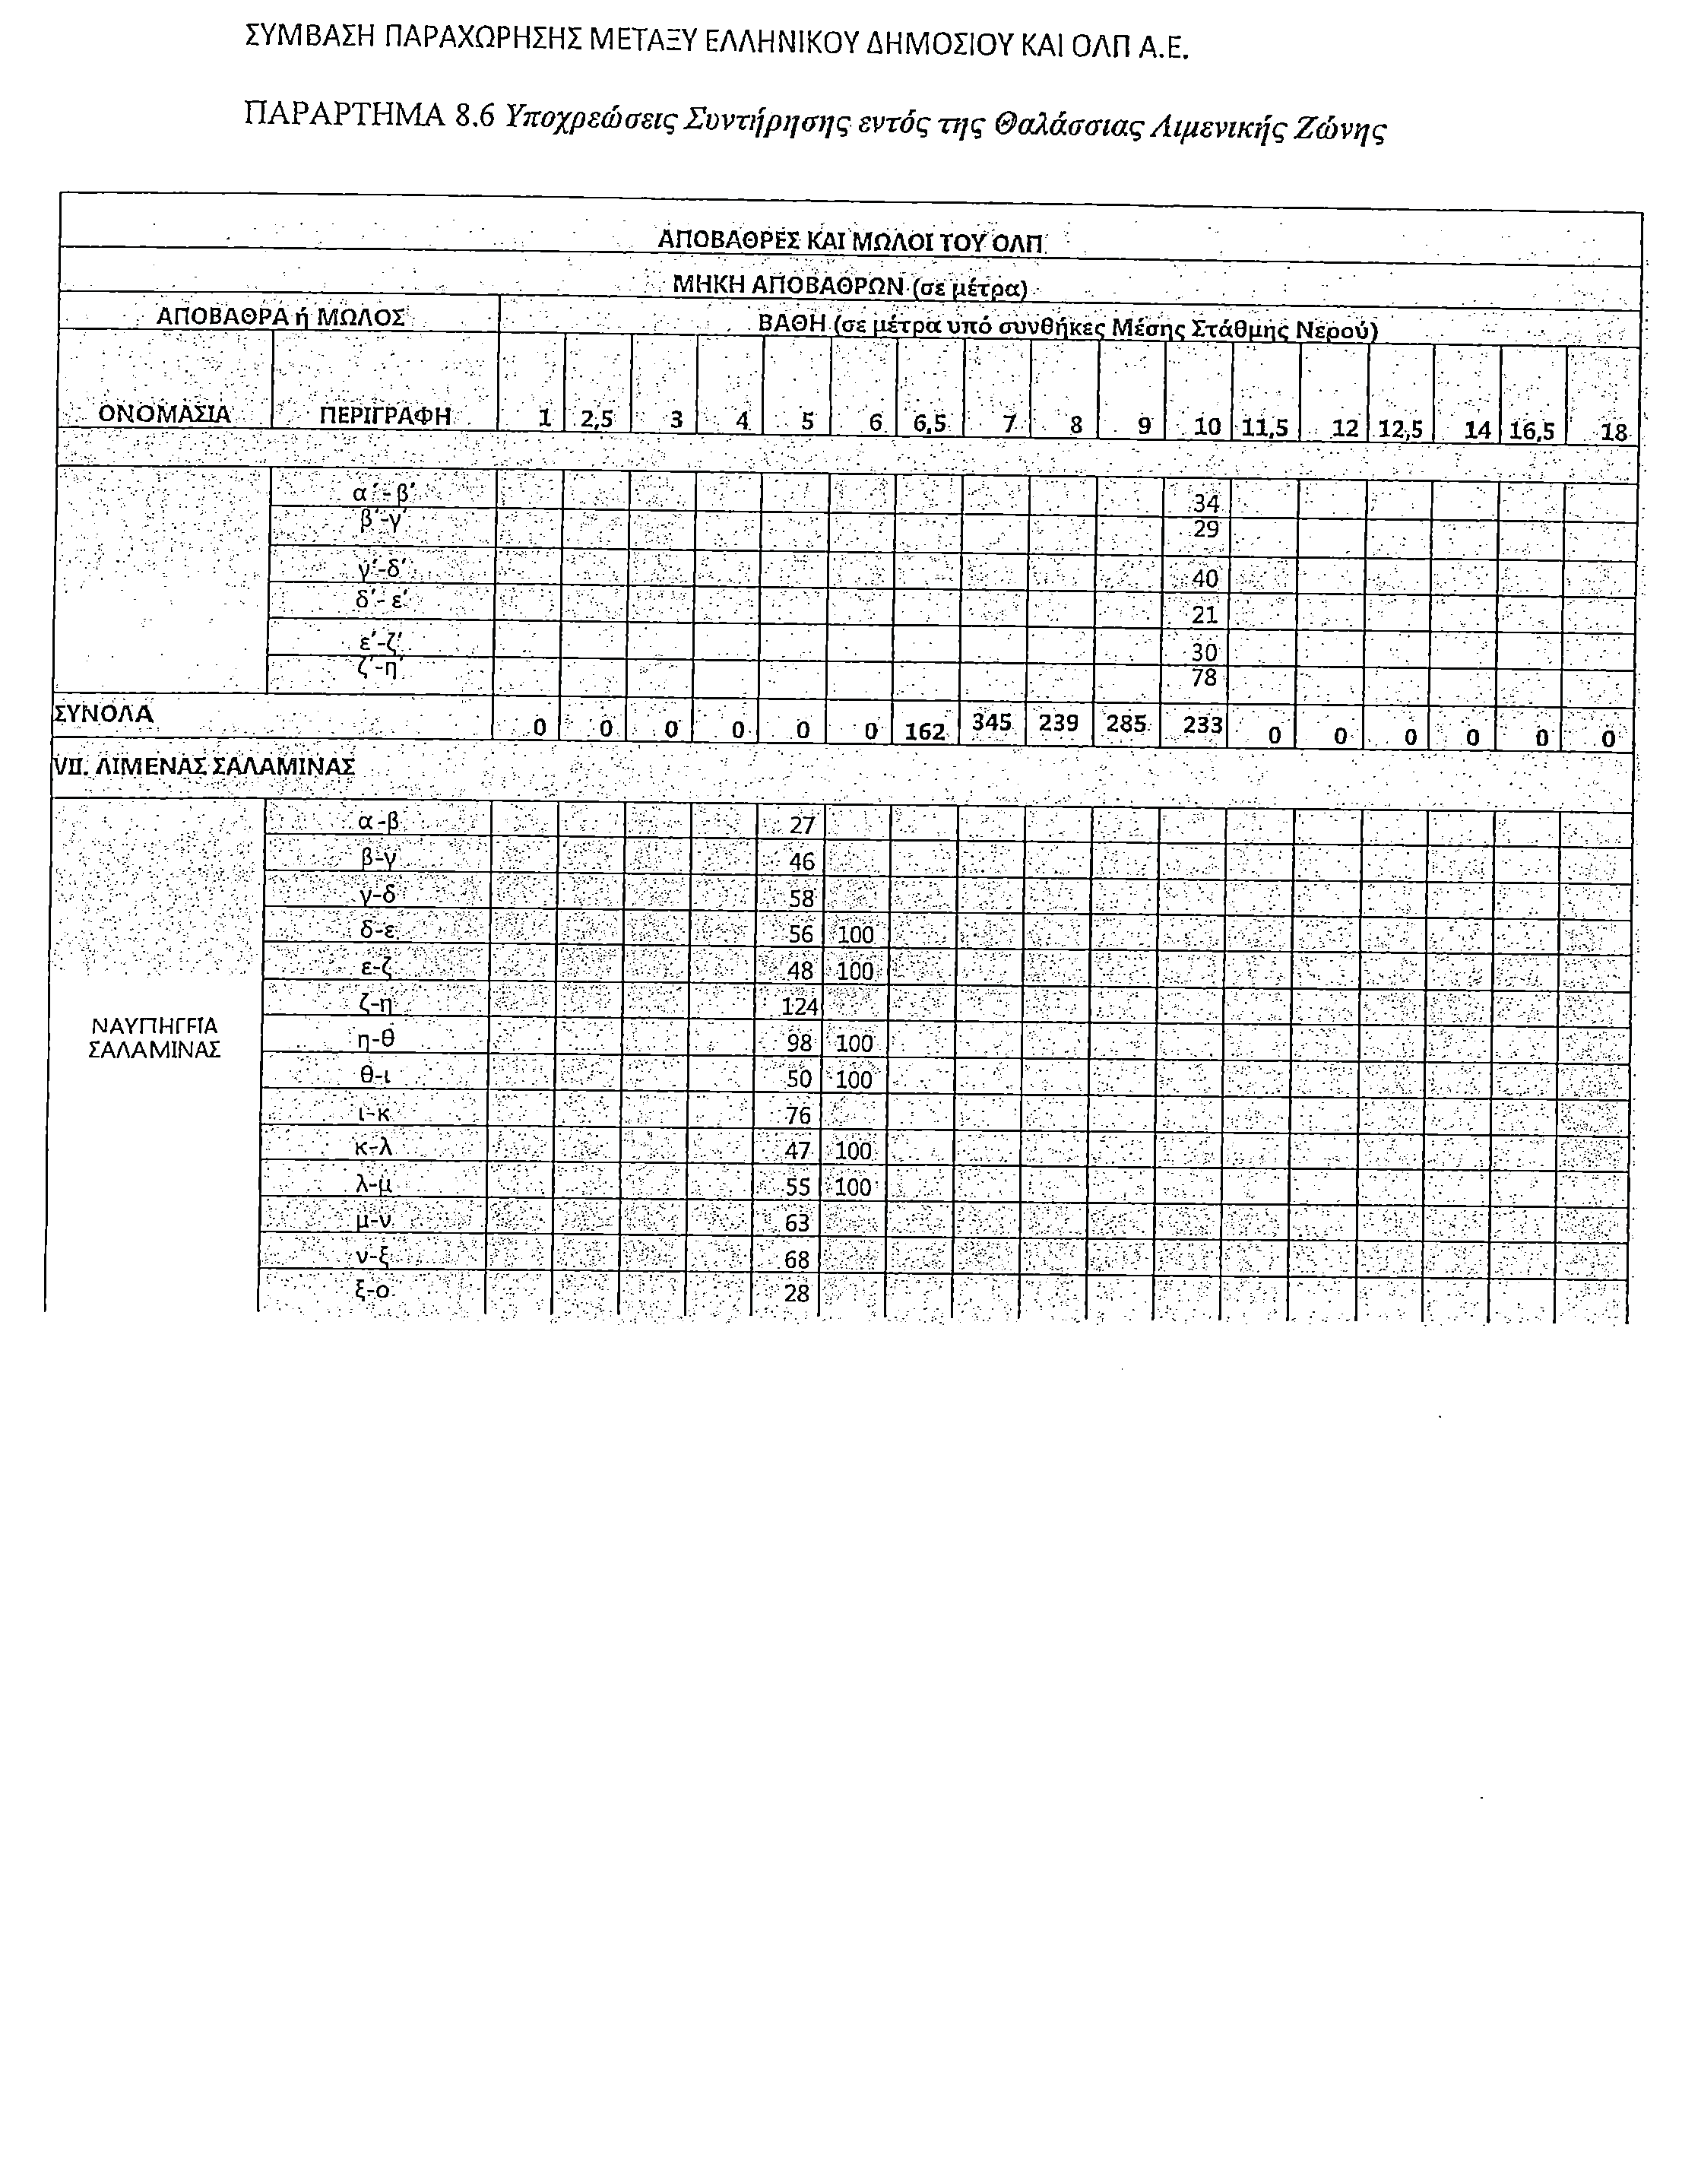 ΣΥΜΒΑΣΗ ΠΑΡΑΧΩΡΗΣΗΣ ΜΕΤΑΞΥ ΕΛΛΗΝΙΚΟΥ ΔΗΜΟΣΙΟΥ ΚΑΙ ΟΛΠ Α.Ε.
ΠΑΡΑΡΤΗΜΑ 8.6 Υποχρεώσεις Συντήρησης εντός της Θαλάσσιας Λιμενικής Ζώνης
ΑΠΟΒΑΘΡΕΣ ΚΑΙ ΜΩΛΟΙ ΤΟΥ ΟΛΠ
ΜΗΚΗ ΑΠΟΒΑΘΡΩΝ (σε μέτρα)
ΑΠΟΒΑΘΡΑ ή ΜΩΛΟΣ ΒΑΘΗ (σε μέτρα υπό συνθήκες Μέσης Στάθμης Νερού)
ΟΝΟΜΑΣΙΑ ΠΕΡΙΓΡΑΦΗ 1 2,5 3 4 5 6 6,5 7 8 9 10 11,5 12 12,5 14 16,5 18
α΄-β΄ 34
β΄-γ΄ 29
γ΄-δ΄ 40
δ΄- ε΄ 21
ε΄-ζ΄ 30
ζ΄-η΄ 78
ΣΥΝΟΛΑ 0 0 0 0 0 0 162 345 239 285 233 0 0 0 0 0 0
VII. ΛΙΜΕΝΑΣ ΣΑΛΑΜΙΝΑΣ
α-β 27
β-γ 46
γ-δ 58
δ-ε 56 100
ε-ζ 48 100
ζ-η 124
ΝΑΥΠΗΓΕΙΑ
ΣΑΛΑΜΙΝΑΣ
η-θ 98 100
θ-ι 50 100
ι-κ 76
κ-λ 47 100
λ-μ 55 100
μ-ν 63
ν-ξ 68
ξ-ο 28